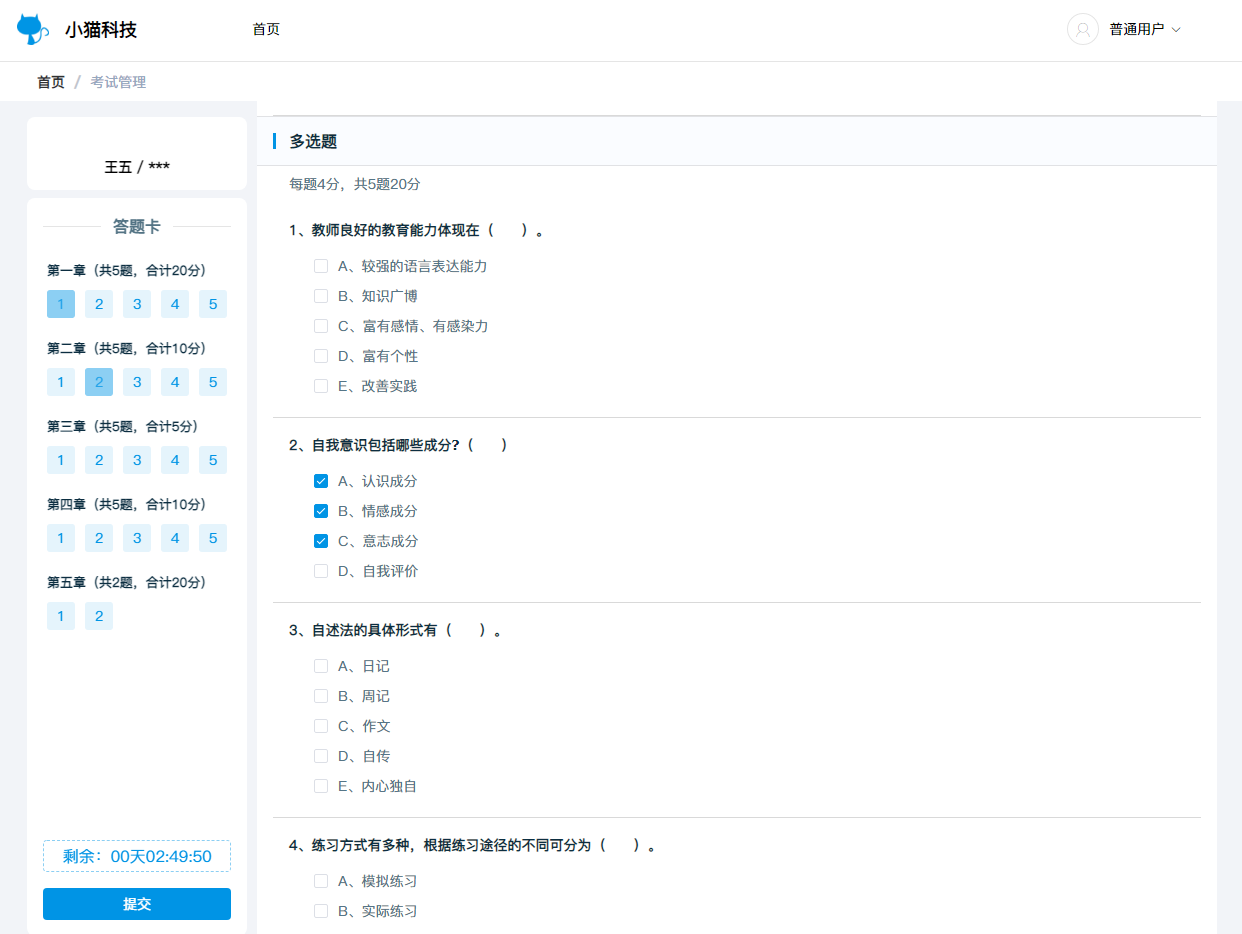 小猫科技
首页
普通用户
首页 / 考试管理
王五 / ***
答题卡
第一章（共5题，合计20分）
1 2 3 4 5
第二章（共5题，合计10分）
1 2 3 4 5
第三章（共5题，合计5分）
1 2 3 4 5
第四章（共5题，合计10分）
1 2 3 4 5
第五章（共2题，合计20分）
1 2
剩余：00天02:49:50
提交
多选题
每题4分，共5题20分
1、教师良好的教育能力体现在（　　）。
A、较强的语言表达能力
B、知识广博
C、富有感情、有感染力
D、富有个性
E、改善实践
2、自我意识包括哪些成分?（　　）
A、认识成分
B、情感成分
C、意志成分
D、自我评价
3、自述法的具体形式有（　　）。
A、日记
B、周记
C、作文
D、自传
E、内心独自
4、练习方式有多种，根据练习途径的不同可分为（　　）。
A、模拟练习
B、实际练习